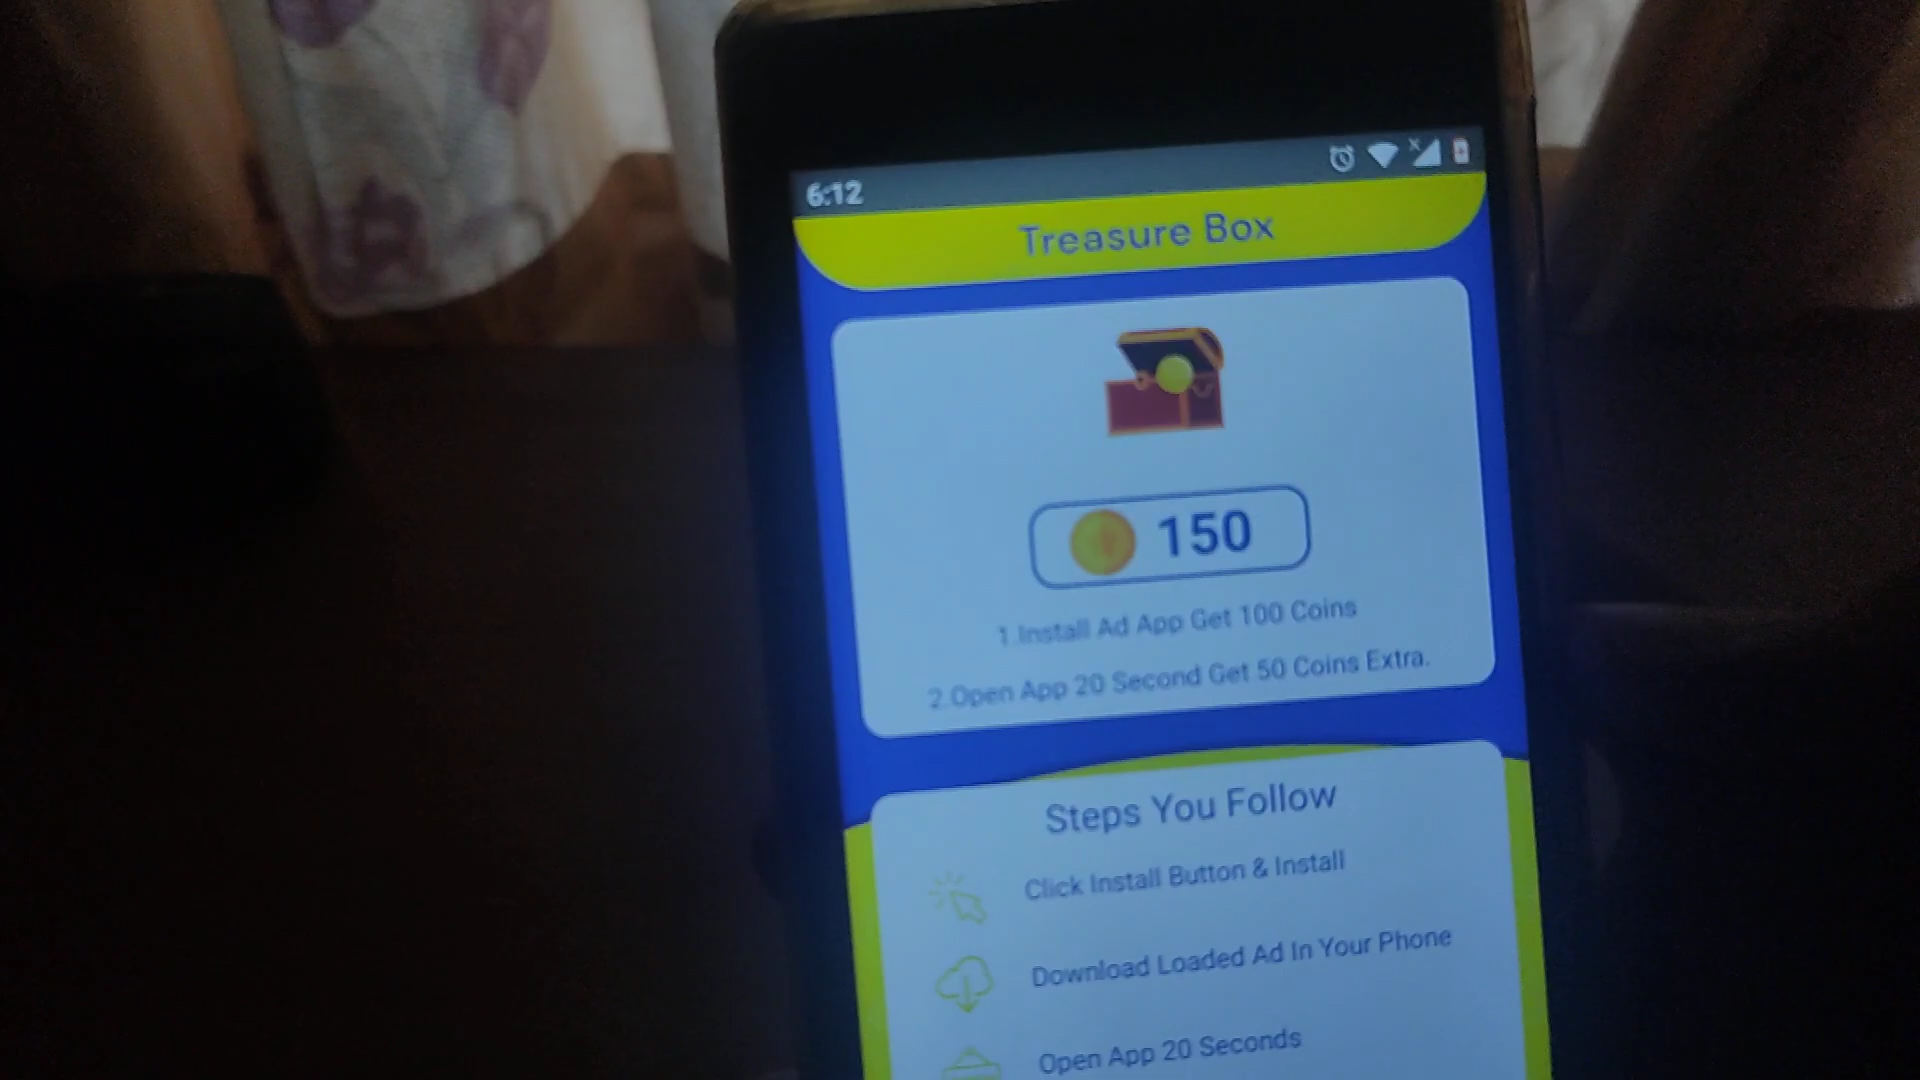 6:12
Treasure Box
150
1.Install Ad App Get 100 Coins
2.Open App 20 Second Get 50 Coins Extra.
Steps You Follow
Click Install Button & Install
Download Loaded Ad In Your Phone
Open App 20 Seconds